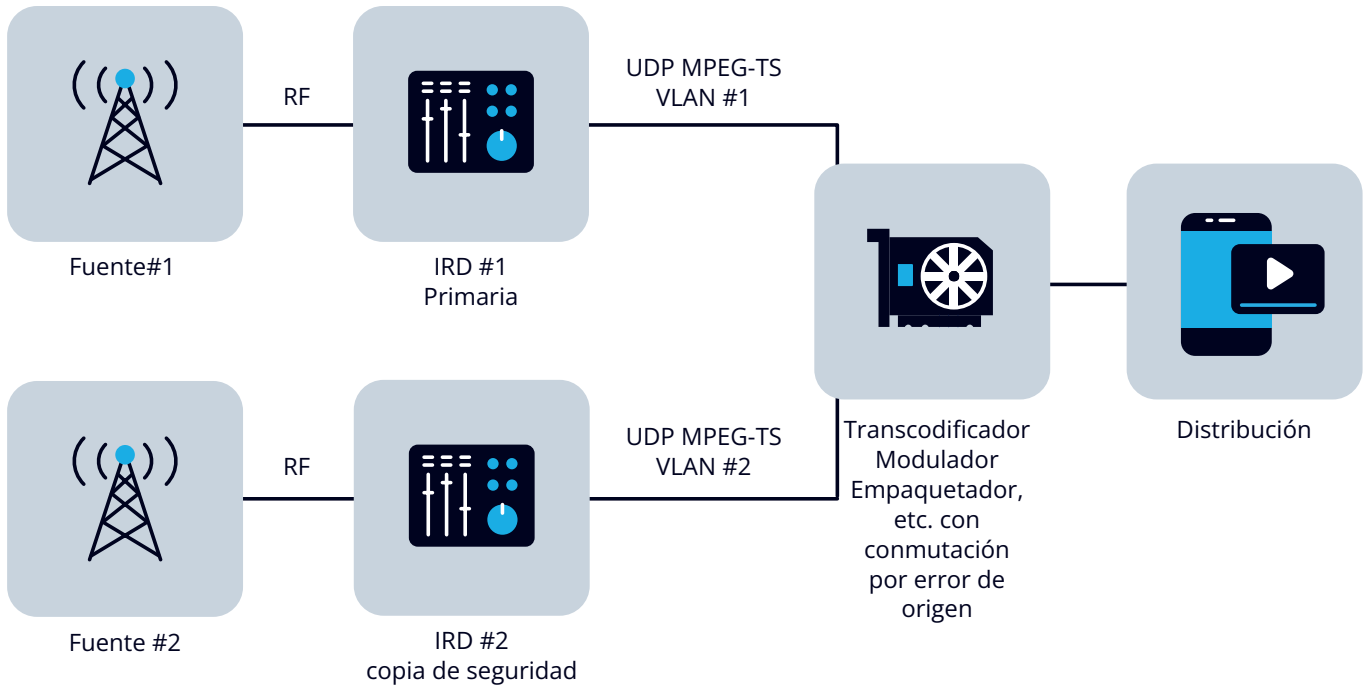 RF
UDP MPEG-TS
VLAN #1
Fuente#1
IRD #1
Primaria
RF
UDP MPEG-TS
VLAN #2
Fuente #2
IRD #2
copia de seguridad
Transcodificador
Modulador
Empaquetador,
etc. con
conmutación
por error de
origen
Distribución